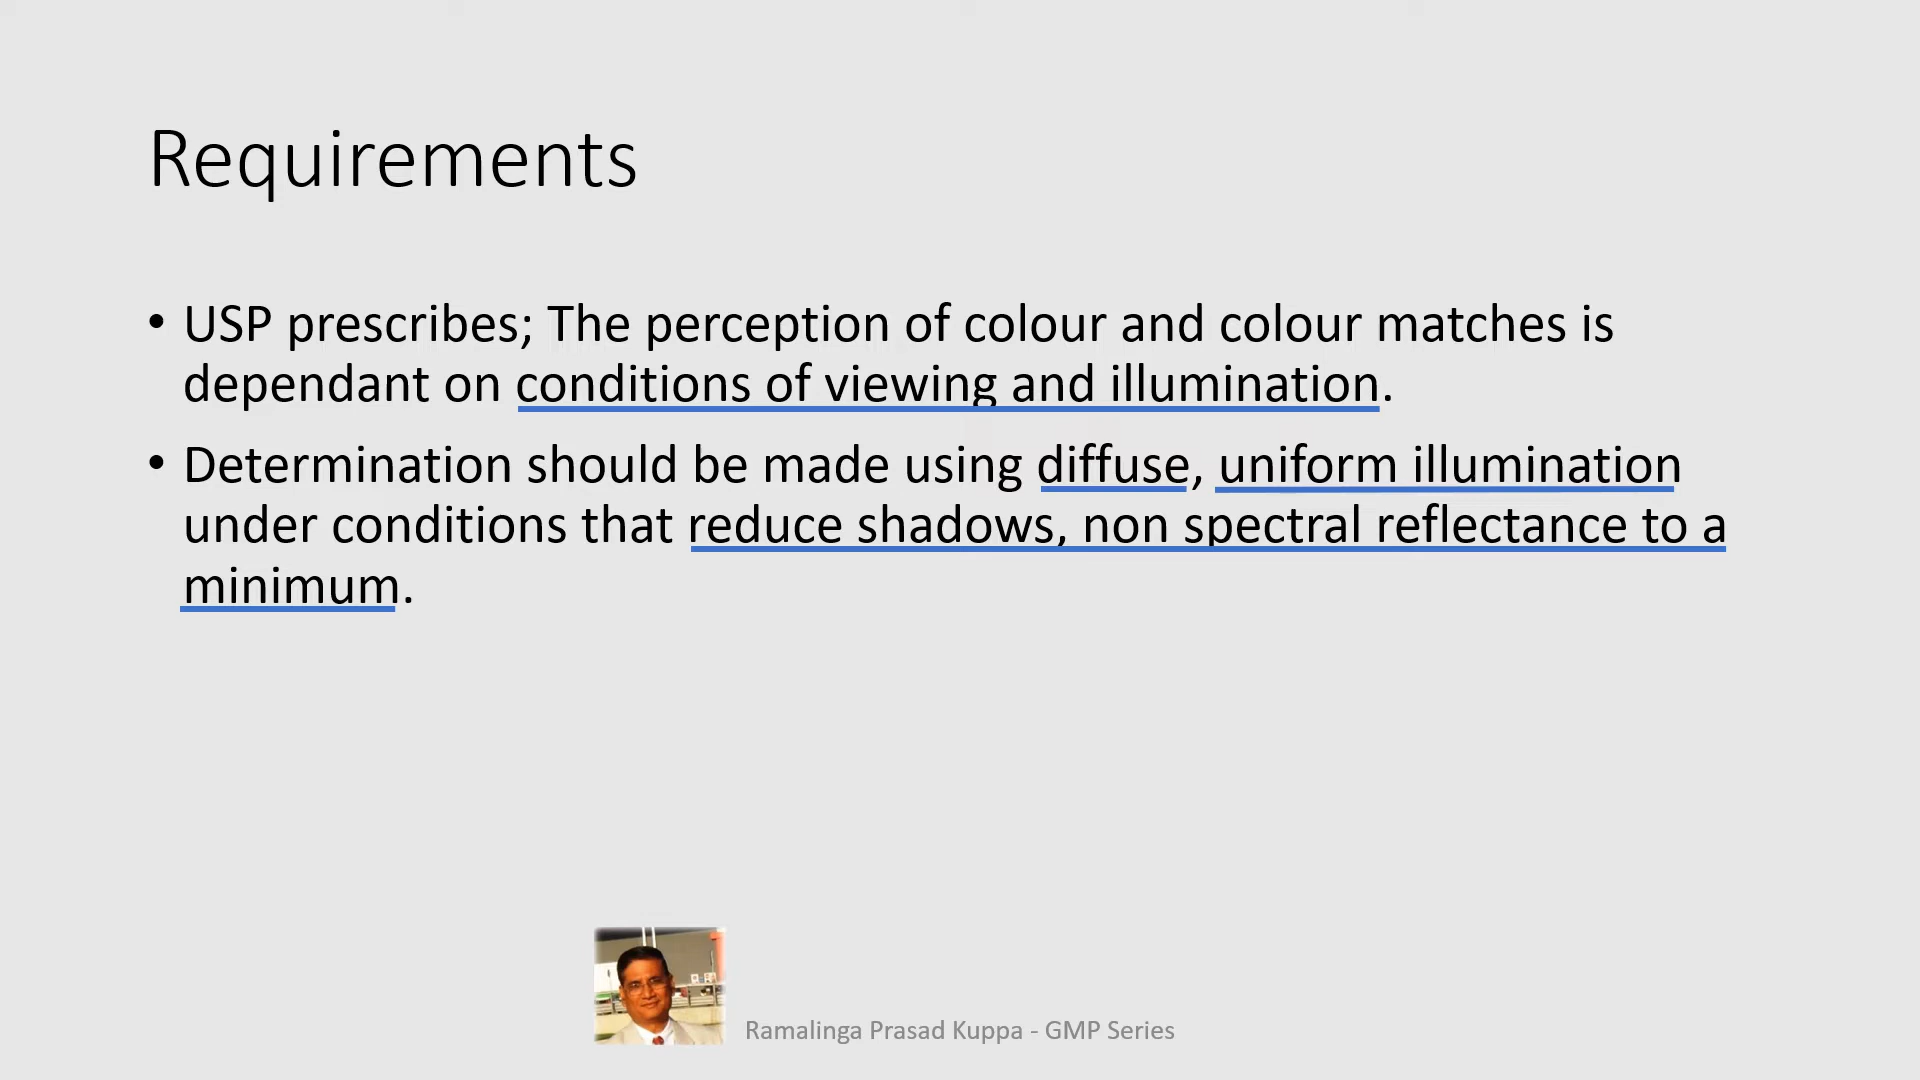 Requirements
• USP prescribes; The perception of colour and colour matches is
dependant on conditions of viewing and illumination.
• Determination should be made using diffuse, uniform illumination
under conditions that reduce shadows, non spectral reflectance to a
minimum.
Ramalinga Prasad Kuppa - GMP Series